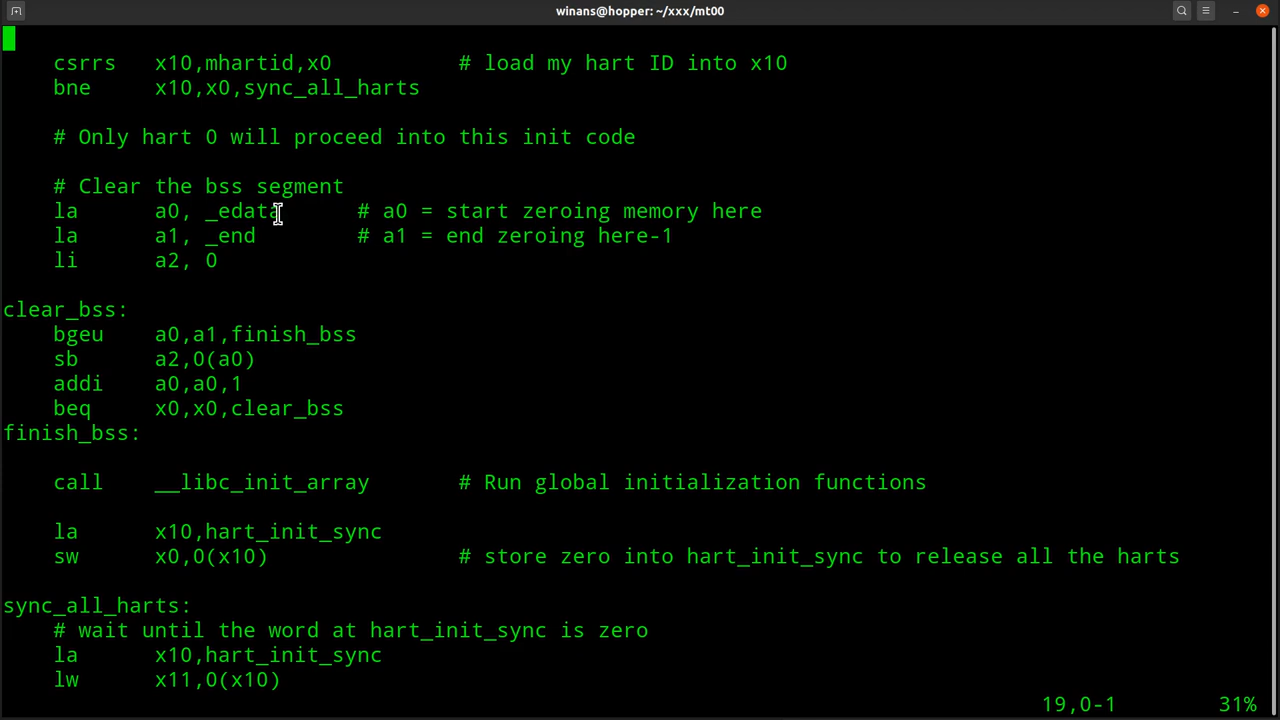 winans@hopper: ~/xxx/mt00
csrrs x10,mhartid,x0 # load my hart ID into x10
bne x10,x0,sync_all_harts
# Only hart 0 will proceed into this init code
# Clear the bss segment
la a0, _edata # a0 = start zeroing memory here
la a1, _end # a1 = end zeroing here-1
li a2, 0
clear_bss:
bgeu a0,a1,finish_bss
sb a2,0(a0)
addi a0,a0,1
beq x0,x0,clear_bss
finish_bss:
call __libc_init_array # Run global initialization functions
la x10,hart_init_sync
sw x0,0(x10) # store zero into hart_init_sync to release all the harts
sync_all_harts:
# wait until the word at hart_init_sync is zero
la x10,hart_init_sync
lw x11,0(x10)
19,0-1 31%